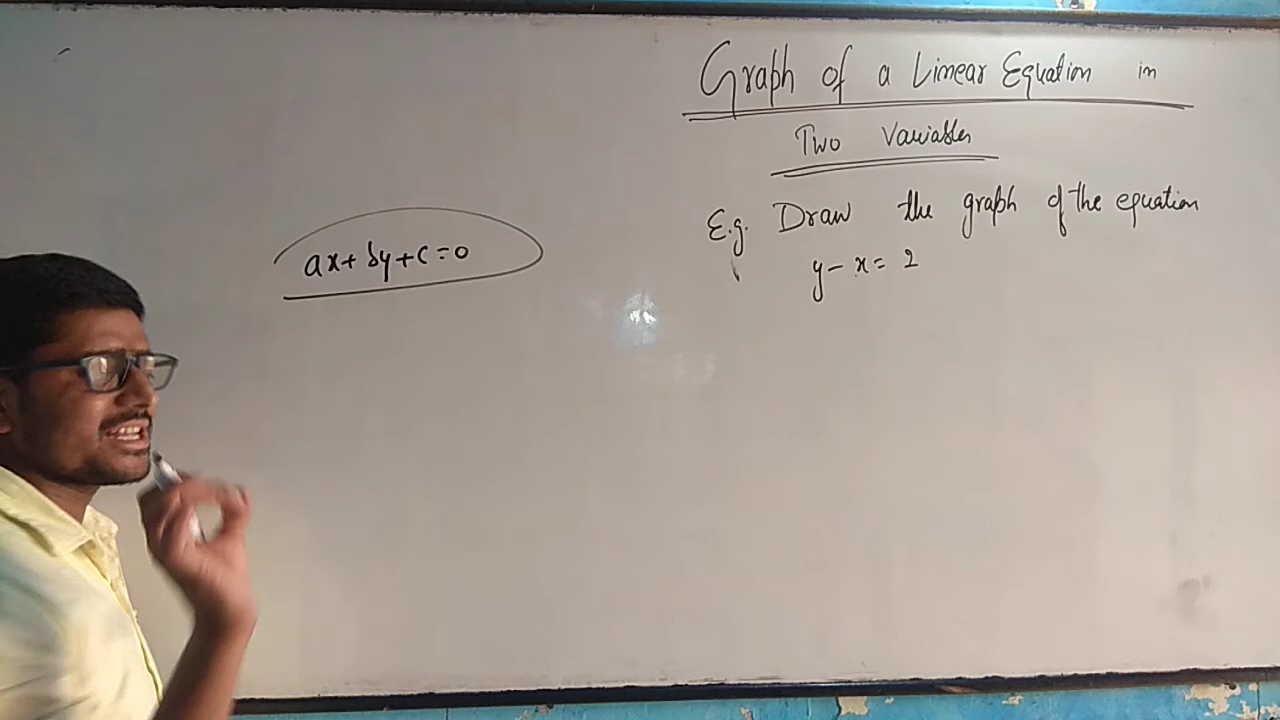 Graph of a Linear Equation in
Two Variables
ax+by+c=0
E.g. Draw the graph of the equation
y-x=2